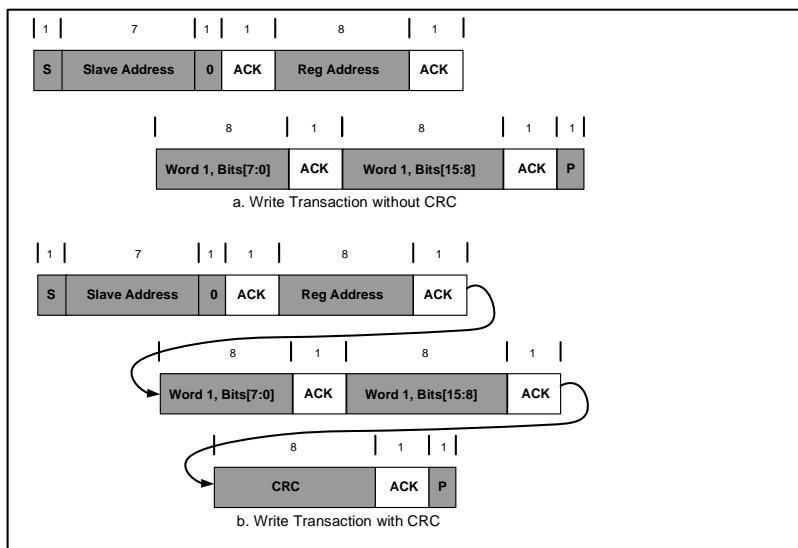 1 7 1 1 8 1
S Slave Address 0 ACK Reg Address ACK
8 1 8 1 1
Word 1, Bits[7:0] ACK Word 1, Bits[15:8] ACK P
a. Write Transaction without CRC
1 7 1 1 8 1
S Slave Address 0 ACK Reg Address ACK
8 1 8 1
Word 1, Bits[7:0] ACK Word 1, Bits[15:8] ACK
8 1 1
CRC ACK P
b. Write Transaction with CRC